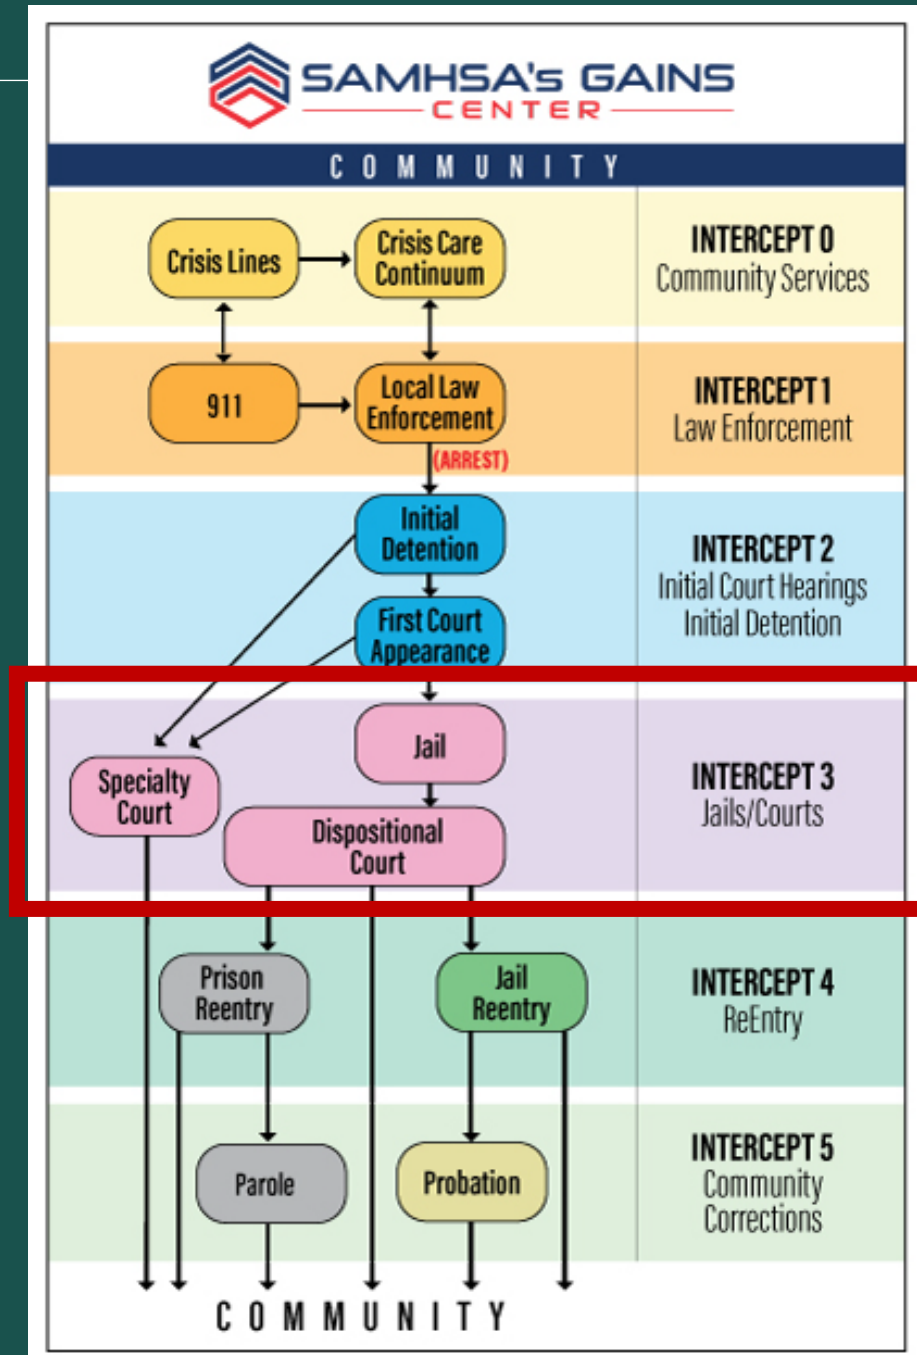 SAMHSA's GAINS
CENTER
COMMUNITY
Crisis Lines
Crisis Care
Continuum
INTERCEPT 0
Community Services
911
Local Law
Enforcement
(ARREST)
INTERCEPT 1
Law Enforcement
Initial
Detention
First Court
Appearance
INTERCEPT 2
Initial Court Hearings
Initial Detention
Jail
Specialty
Court
Dispositional
Court
INTERCEPT 3
Jails/Courts
Prison
Reentry
Jail
Reentry
INTERCEPT 4
ReEntry
Parole
Probation
INTERCEPT 5
Community
Corrections
COMMUNITY